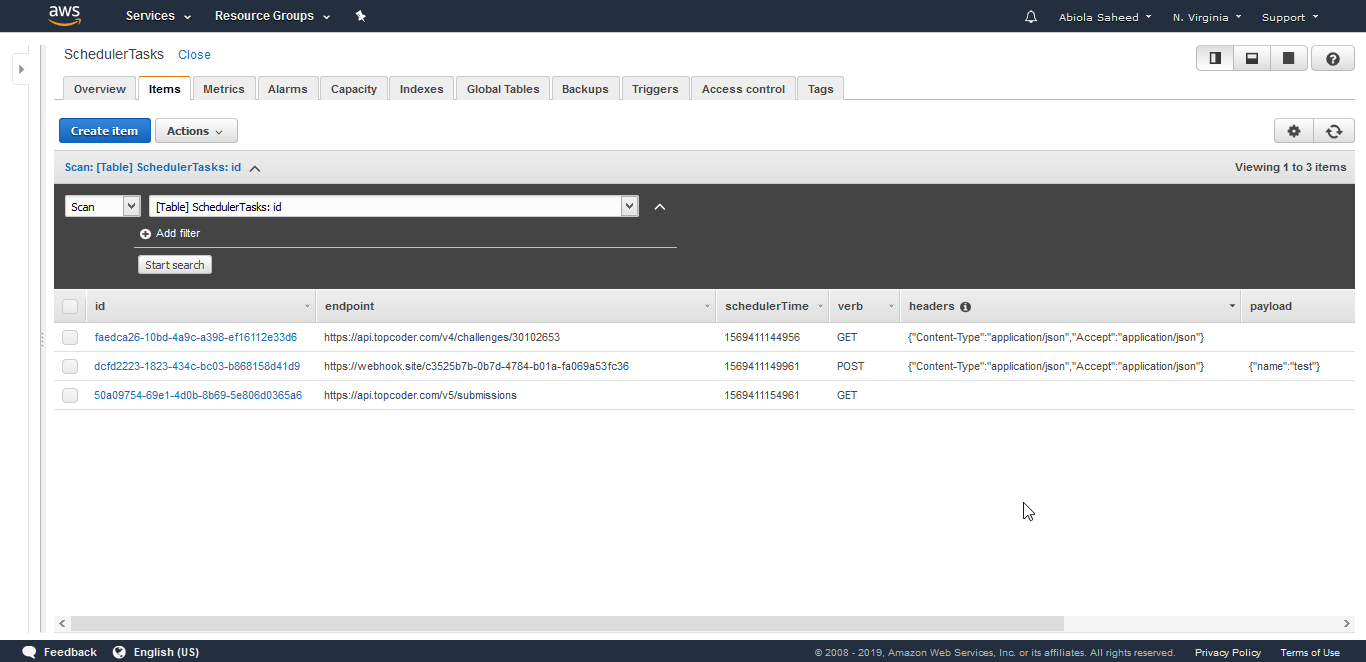 aws Services Resource Groups Abiola Saheed N. Virginia Support
SchedulerTasks Close
Overview Items Metrics Alarms Capacity Indexes Global Tables Backups Triggers Access control Tags
Create item Actions
Scan: [Table] SchedulerTasks: id Viewing 1 to 3 items
Scan [Table] SchedulerTasks: id
Add filter
Start search
id endpoint schedulerTime verb headers payload
faedca26-10bd-4a9c-a398-ef16112e33d6 https://api.topcoder.com/v4/challenges/30102653 1569411144956 GET {"Content-Type":"application/json","Accept":"application/json"}
dcfd2223-1823-434c-bc03-b868158d41d9 https://webhook.site/c3525b7b-0b7d-4784-b01a-fa069a53fc36 1569411149961 POST {"Content-Type":"application/json","Accept":"application/json"} {"name":"test"}
50a09754-69e1-4d0b-8b69-5e806d0365a6 https://api.topcoder.com/v5/submissions 1569411154961 GET
Feedback English (US) © 2008 - 2019, Amazon Web Services, Inc. or its affiliates. All rights reserved. Privacy Policy Terms of Use